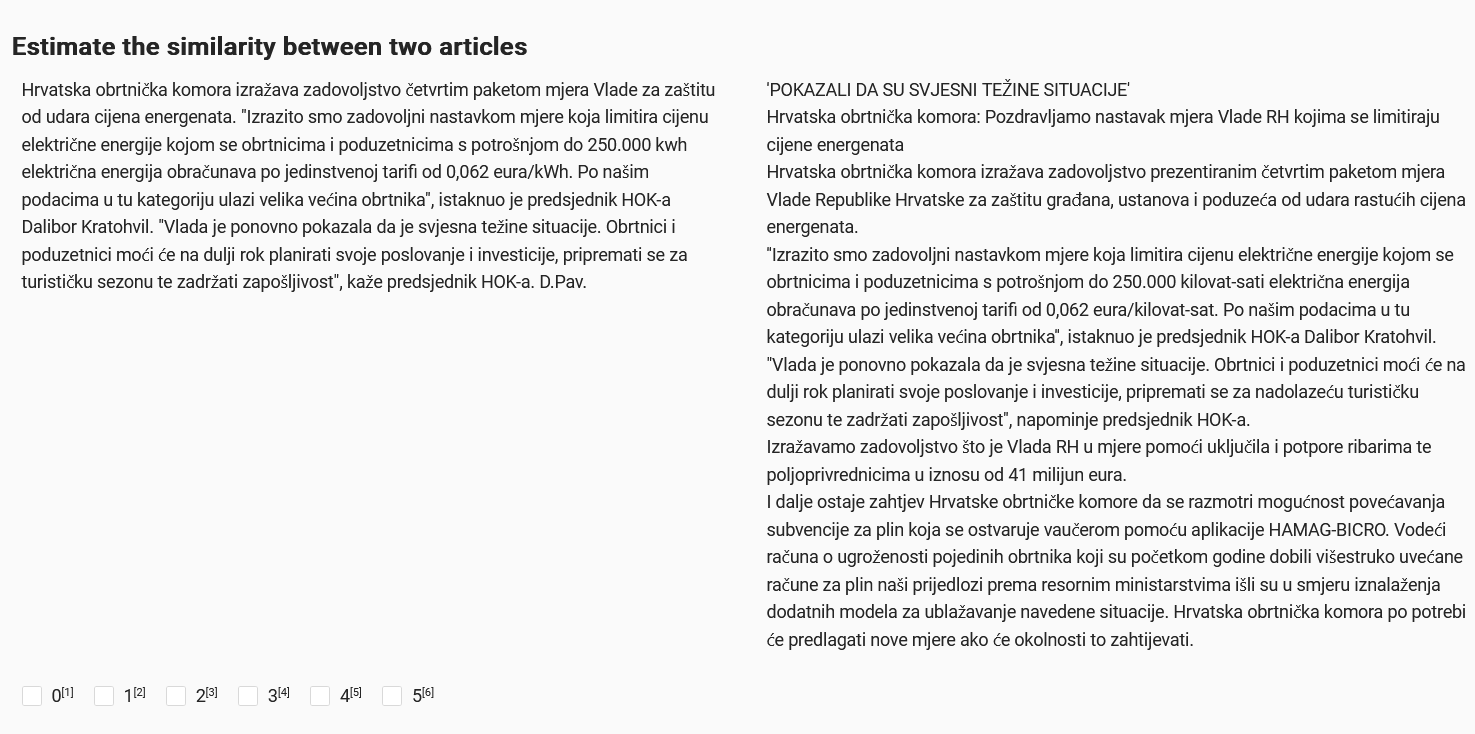 Estimate the similarity between two articles
Hrvatska obrtnička komora izražava zadovoljstvo četvrtim paketom mjera Vlade za zaštitu
od udara cijena energenata. "Izrazito smo zadovoljni nastavkom mjere koja limitira cijenu
električne energije kojom se obrtnicima i poduzetnicima s potrošnjom do 250.000 kwh
električna energija obračunava po jedinstvenoj tarifi od 0,062 eura/kWh. Po našim
podacima u tu kategoriju ulazi velika većina obrtnika", istaknuo je predsjednik HOK-a
Dalibor Kratohvil. "Vlada je ponovno pokazala da je svjesna težine situacije. Obrtnici i
poduzetnici moći će na dulji rok planirati svoje poslovanje i investicije, pripremati se za
turističku sezonu te zadržati zapošljivost", kaže predsjednik HOK-a. D.Pav.
'POKAZALI DA SU SVJESNI TEŽINE SITUACIJE'
Hrvatska obrtnička komora: Pozdravljamo nastavak mjera Vlade RH kojima se limitiraju
cijene energenata
Hrvatska obrtnička komora izražava zadovoljstvo prezentiranim četvrtim paketom mjera
Vlade Republike Hrvatske za zaštitu građana, ustanova i poduzeća od udara rastućih cijena
energenata.
"Izrazito smo zadovoljni nastavkom mjere koja limitira cijenu električne energije kojom se
obrtnicima i poduzetnicima s potrošnjom do 250.000 kilovat-sati električna energija
obračunava po jedinstvenoj tarifi od 0,062 eura/kilovat-sat. Po našim podacima u tu
kategoriju ulazi velika većina obrtnika", istaknuo je predsjednik HOK-a Dalibor Kratohvil.
"Vlada je ponovno pokazala da je svjesna težine situacije. Obrtnici i poduzetnici moći će na
dulji rok planirati svoje poslovanje i investicije, pripremati se za nadolazeću turističku
sezonu te zadržati zapošljivost", napominje predsjednik HOK-a.
Izražavamo zadovoljstvo što je Vlada RH u mjere pomoći uključila i potpore ribarima te
poljoprivrednicima u iznosu od 41 milijun eura.
I dalje ostaje zahtjev Hrvatske obrtničke komore da se razmotri mogućnost povećavanja
subvencije za plin koja se ostvaruje vaučerom pomoću aplikacije HAMAG-BICRO. Vodeći
računa o ugroženosti pojedinih obrtnika koji su početkom godine dobili višestruko uvećane
račune za plin naši prijedlozi prema resornim ministarstvima išli su u smjeru iznalaženja
dodatnih modela za ublažavanje navedene situacije. Hrvatska obrtnička komora po potrebi
će predlagati nove mjere ako će okolnosti to zahtijevati.
0[1] 1[2] 2[3] 3[4] 4[5] 5[6]